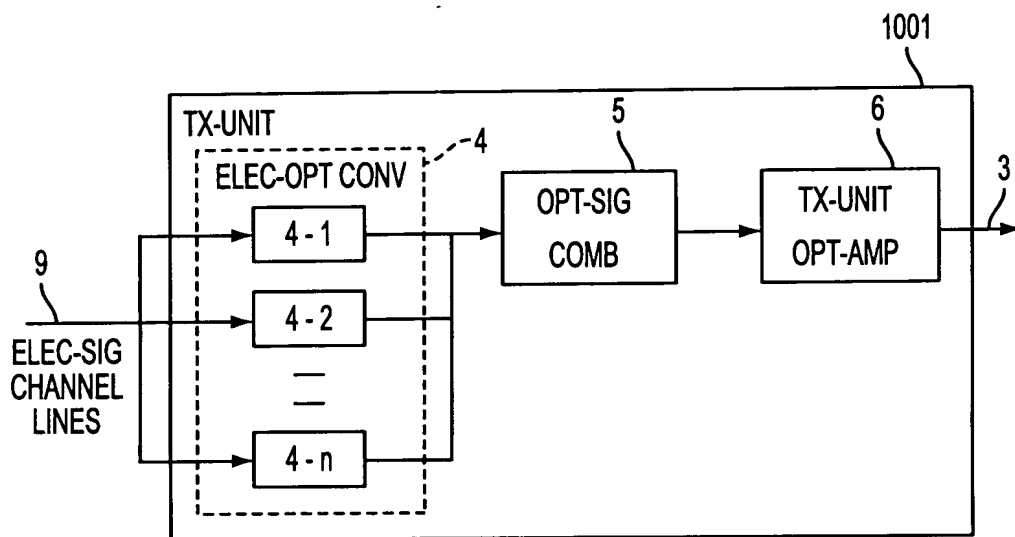 1001
TX-UNIT
4
ELEC-OPT CONV
5
6
OPT-SIG
COMB
TX-UNIT
OPT-AMP
3
4-1
9
4-2
ELEC-SIG
CHANNEL
LINES
4-n